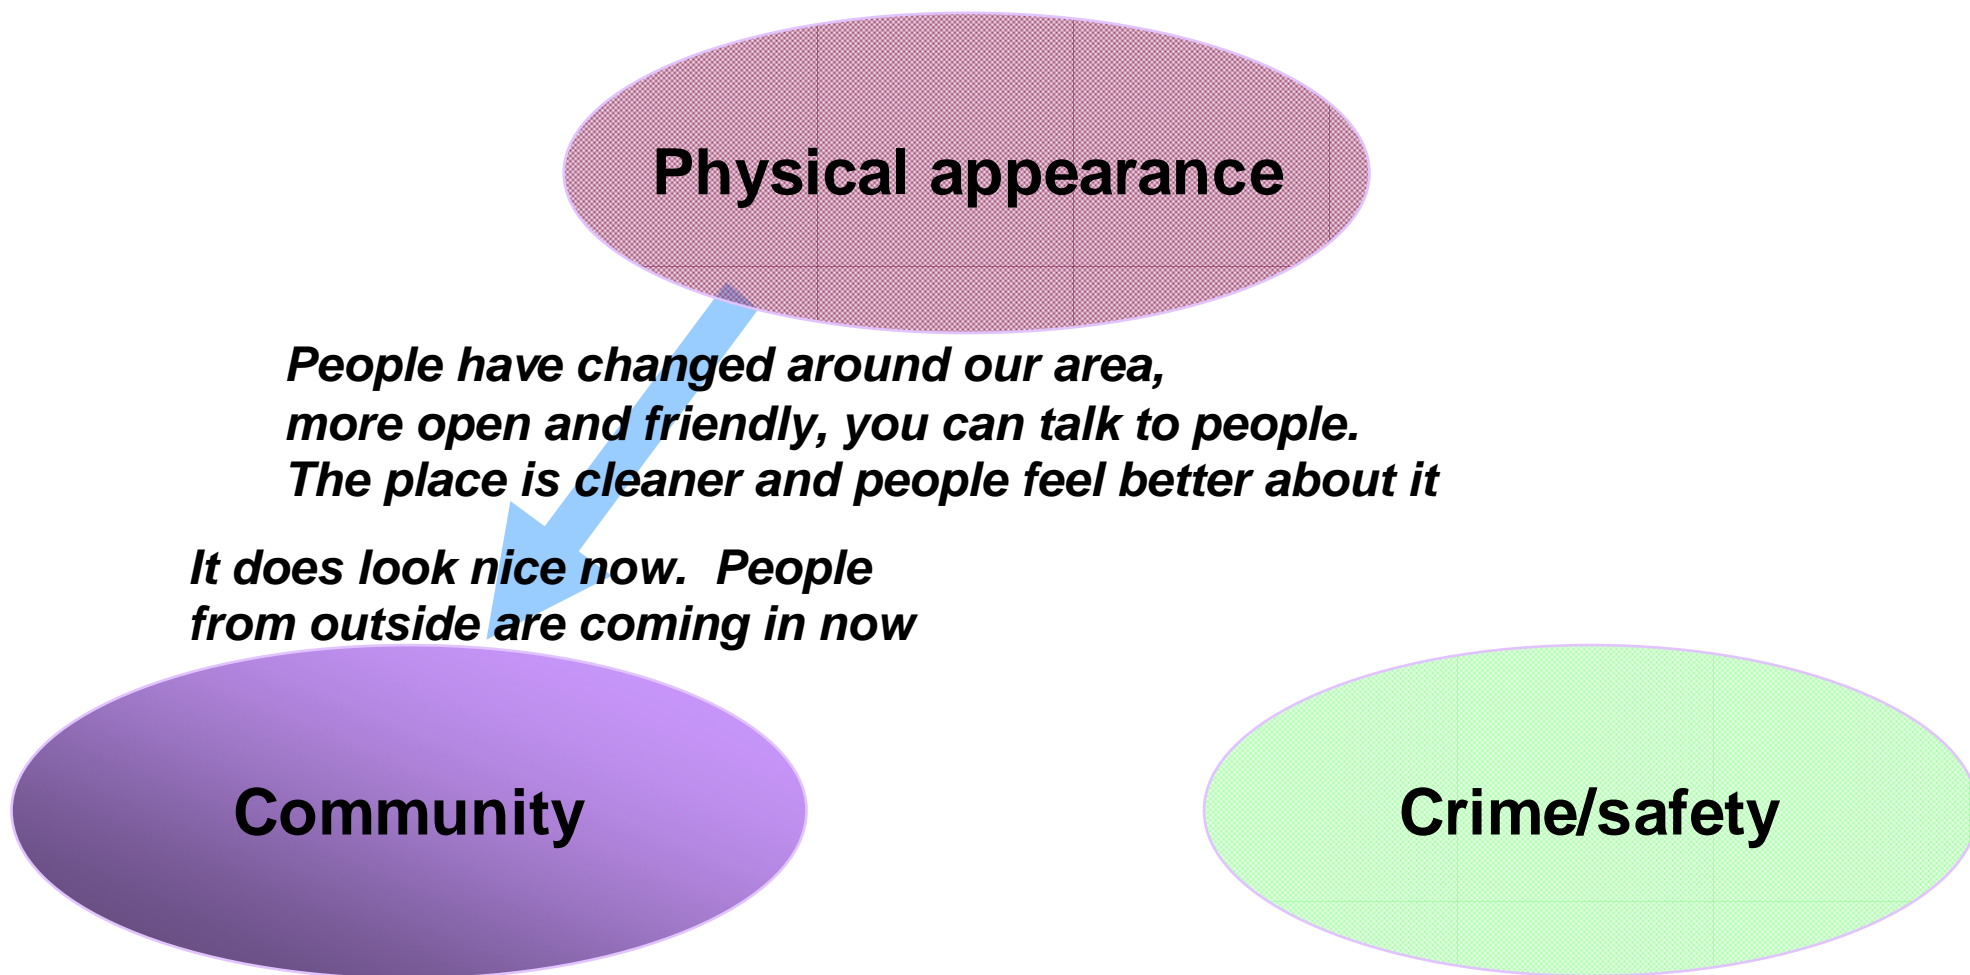 Physical appearance
People have changed around our area,
more open and friendly, you can talk to people.
The place is cleaner and people feel better about it
It does look nice now.  People
from outside are coming in now
Community
Crime/safety